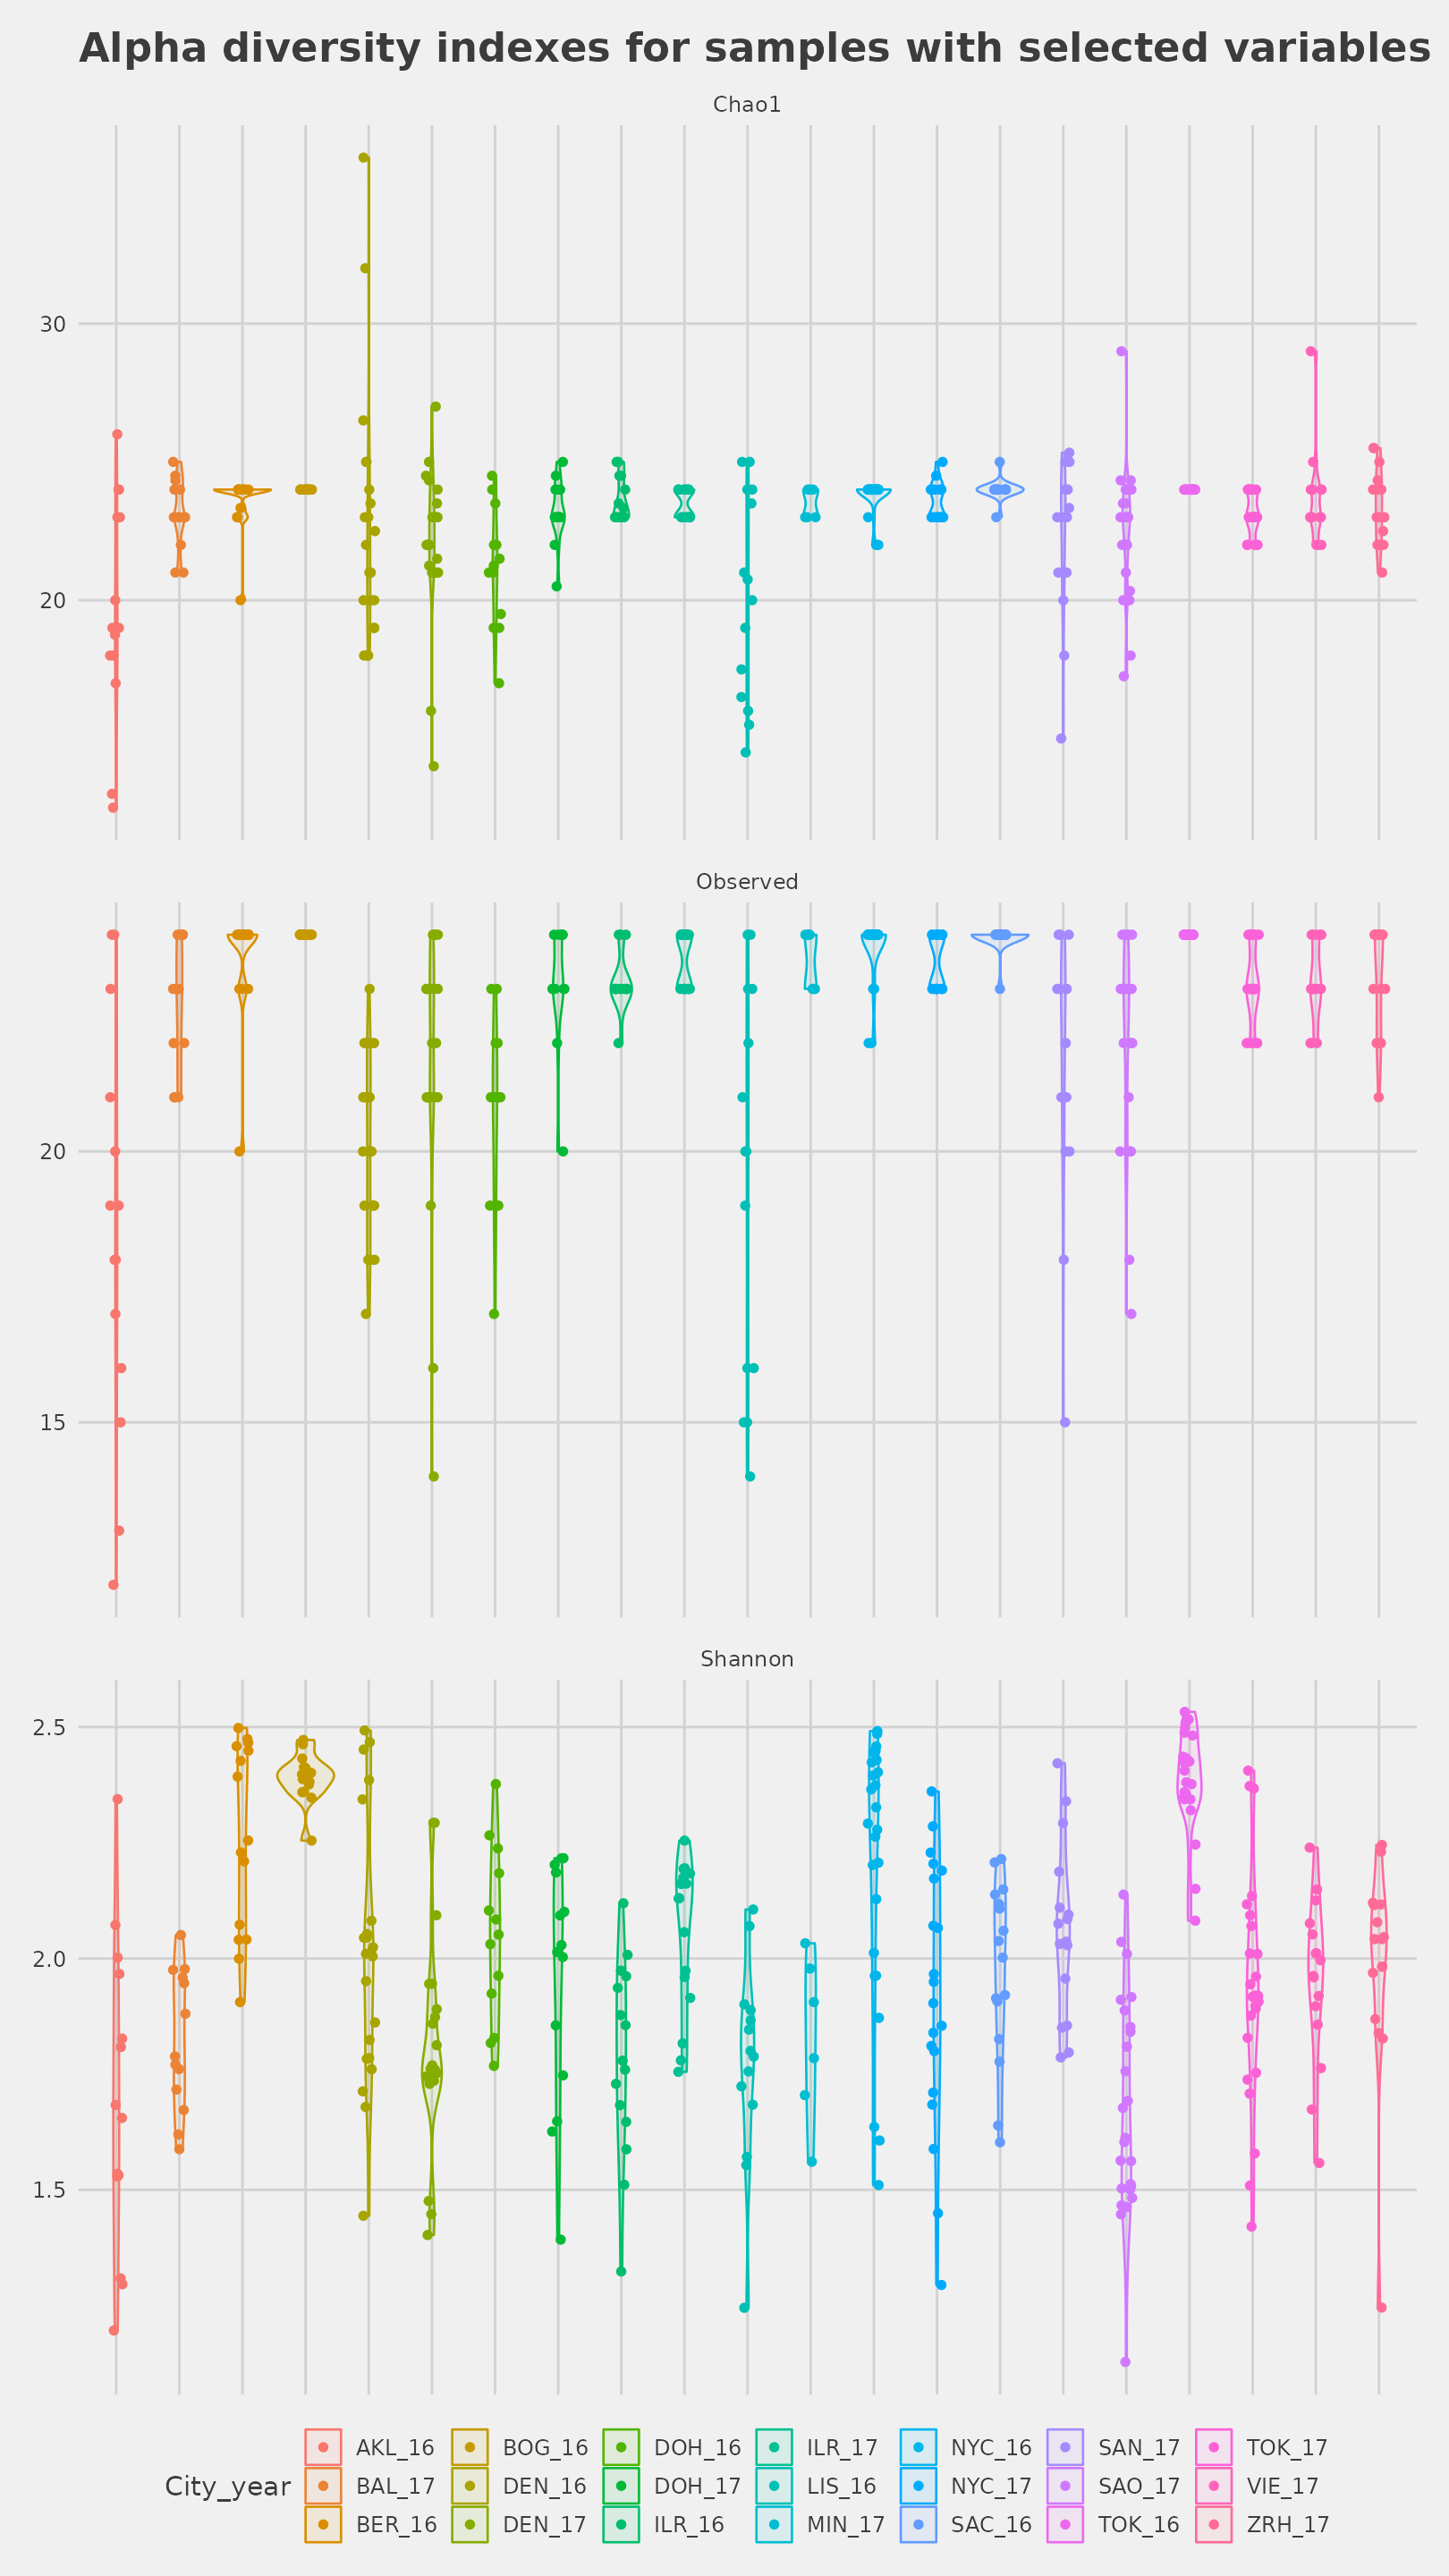 Alpha diversity indexes for samples with selected variables
Chao1
30
20
Observed
20
15
Shannon
2.5
2.0
1.5
AKL_16 BOG_16 DOH_16 ILR_17 NYC_16 SAN_17 TOK_17
City_year BAL_17 DEN_16 DOH_17 LIS_16 NYC_17 SAO_17 VIE_17
BER_16 DEN_17 ILR_16 MIN_17 SAC_16 TOK_16 ZRH_17